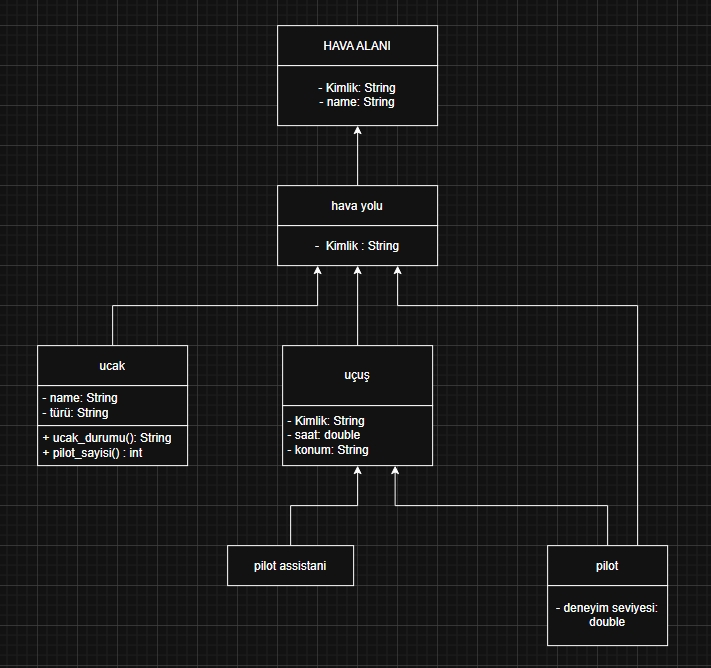 HAVA ALANI
- Kimlik: String
- name: String
hava yolu
- Kimlik : String
ucak
- name: String
- türü: String
+ ucak_durumu(): String
+ pilot_sayisi() : int
uçuş
- Kimlik: String
- saat: double
- konum: String
pilot assistani
pilot
- deneyim seviyesi:
double